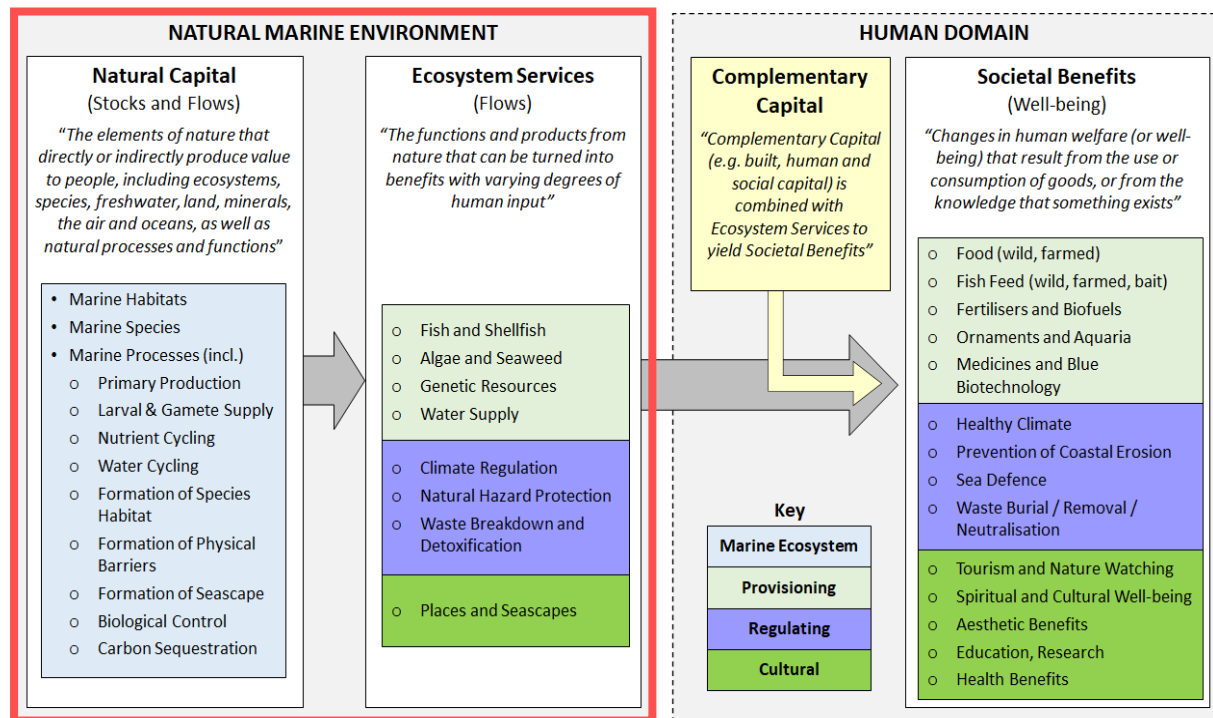 NATURAL MARINE ENVIRONMENT
Natural Capital
(Stocks and Flows)
“The elements of nature that
directly or indirectly produce value
to people, including ecosystems,
species, freshwater, land, minerals,
the air and oceans, as well as
natural processes and functions”
• Marine Habitats
• Marine Species
• Marine Processes (incl.)
o Primary Production
o Larval & Gamete Supply
o Nutrient Cycling
o Water Cycling
o Formation of Species
Habitat
o Formation of Physical
Barriers
o Formation of Seascape
o Biological Control
o Carbon Sequestration
Ecosystem Services
(Flows)
“The functions and products from
nature that can be turned into
benefits with varying degrees of
human input”
o Fish and Shellfish
o Algae and Seaweed
o Genetic Resources
o Water Supply
o Climate Regulation
o Natural Hazard Protection
o Waste Breakdown and
Detoxification
o Places and Seascapes
HUMAN DOMAIN
Complementary
Capital
“Complementary Capital
(e.g. built, human and
social capital) is
combined with
Ecosystem Services to
yield Societal Benefits”
Key
Marine Ecosystem
Provisioning
Regulating
Cultural
Societal Benefits
(Well-being)
“Changes in human welfare (or well-
being) that result from the use or
consumption of goods, or from the
knowledge that something exists”
o Food (wild, farmed)
o Fish Feed (wild, farmed, bait)
o Fertilisers and Biofuels
o Ornaments and Aquaria
o Medicines and Blue
Biotechnology
o Healthy Climate
o Prevention of Coastal Erosion
o Sea Defence
o Waste Burial / Removal /
Neutralisation
o Tourism and Nature Watching
o Spiritual and Cultural Well-being
o Aesthetic Benefits
o Education, Research
o Health Benefits